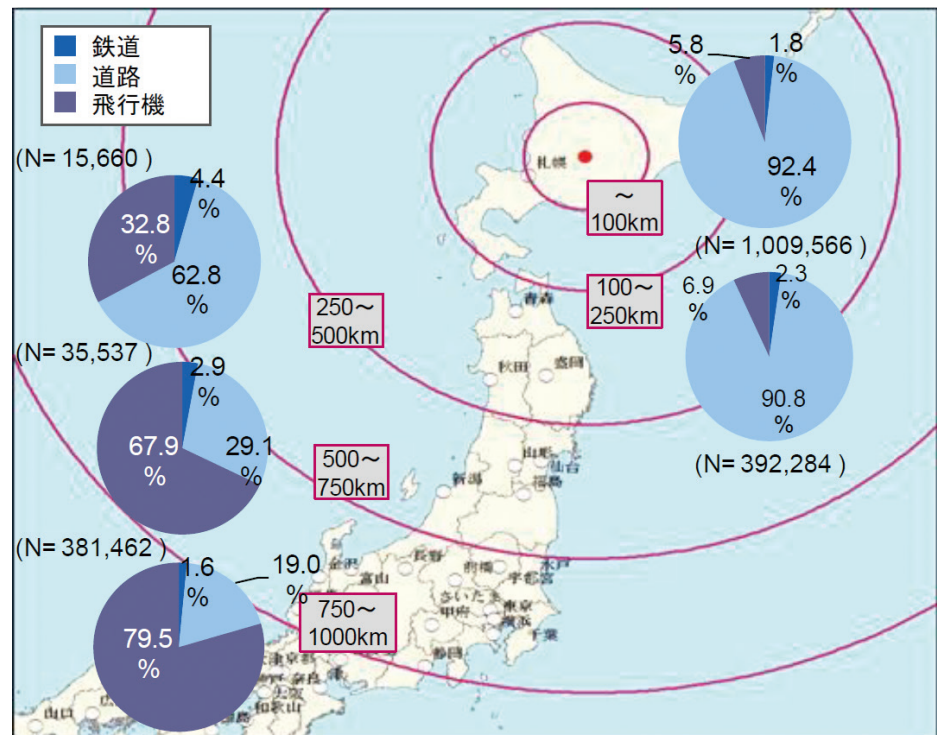 鉄道
道路
飛行機
(N= 15,660 )
4.4
%
32.8
%
62.8
%
(N= 35,537 )
2.9
%
67.9
%
29.1
%
(N= 381,462 )
1.6
%
19.0
%
79.5
%
5.8
%
1.8
%
92.4
%
(N= 1,009,566 )
6.9
%
2.3
%
90.8
%
(N= 392,284 )
～
100km
100～
250km
250～
500km
500～
750km
750～
1000km
札幌
青森
秋田
盛岡
山形
仙台
福島
新潟
金沢
富山
長野
前橋
水戸
宇都宮
さいたま
甲府
東京
横浜
千葉
静岡
津
京都
奈良
大阪
和歌山
山口